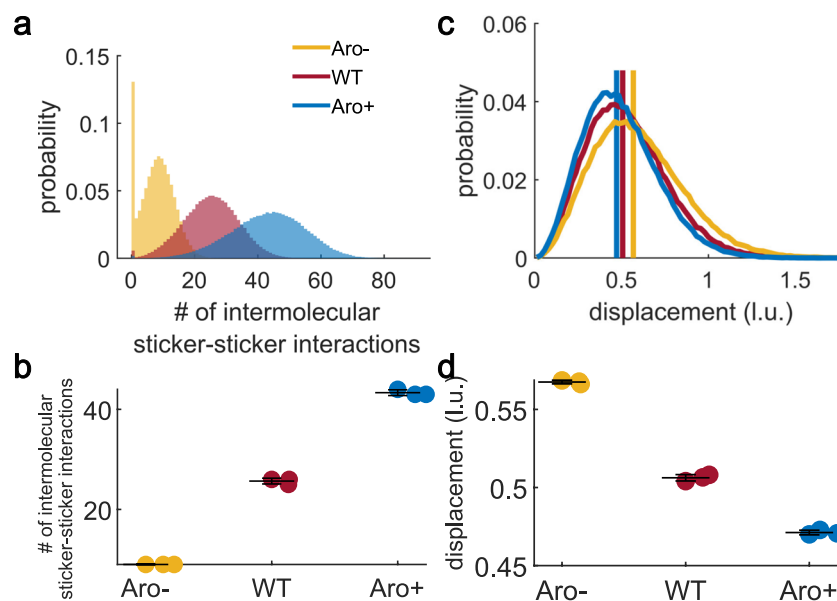 a
0.15
0.1
0.05
0
probability
Aro-
WT
Aro+
0 20 40 60 80
# of intermolecular
sticker-sticker interactions
c
0.06
0.04
0.02
0
probability
0 0.5 1 1.5
displacement (l.u.)
b
40
20
# of intermolecular
sticker-sticker interactions
Aro- WT Aro+
d
0.55
0.5
0.45
displacement (l.u.)
Aro- WT Aro+